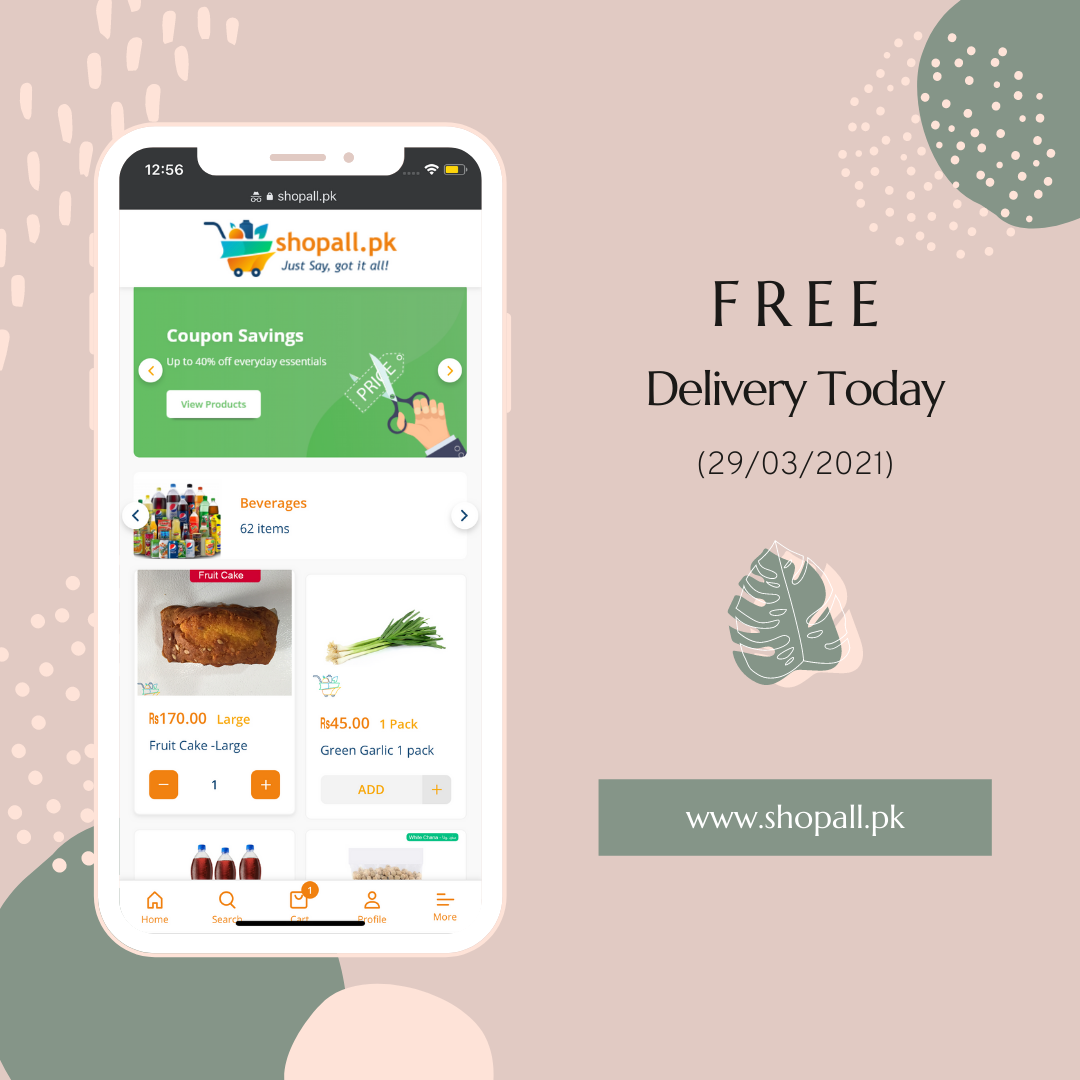 12:56
shopall.pk
shopall.pk
Just Say, got it all!
Coupon Savings
Up to 40% off everyday essentials
View Products
PRICE
Beverages
62 items
Fruit Cake
₨170.00 Large
Fruit Cake -Large
− 1 +
₨45.00 1 Pack
Green Garlic 1 pack
ADD +
White Chana - 1kg
Home
Search
Cart
1
Profile
More
FREE
Delivery Today
(29/03/2021)
www.shopall.pk